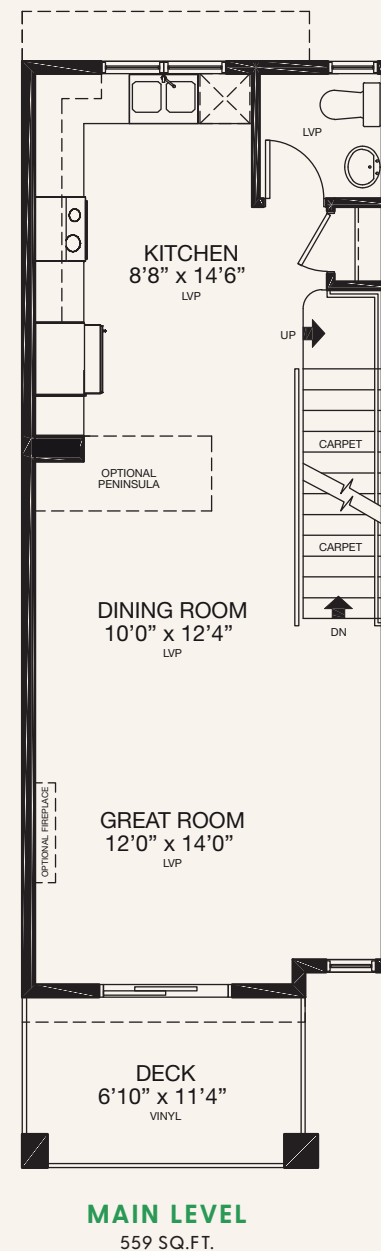 LVP
KITCHEN
8'8" x 14'6"
LVP
UP
CARPET
OPTIONAL
PENINSULA
CARPET
DINING ROOM
10'0" x 12'4"
LVP
DN
OPTIONAL FIREPLACE
GREAT ROOM
12'0" x 14'0"
LVP
DECK
6'10" x 11'4"
VINYL
MAIN LEVEL
559 SQ.FT.